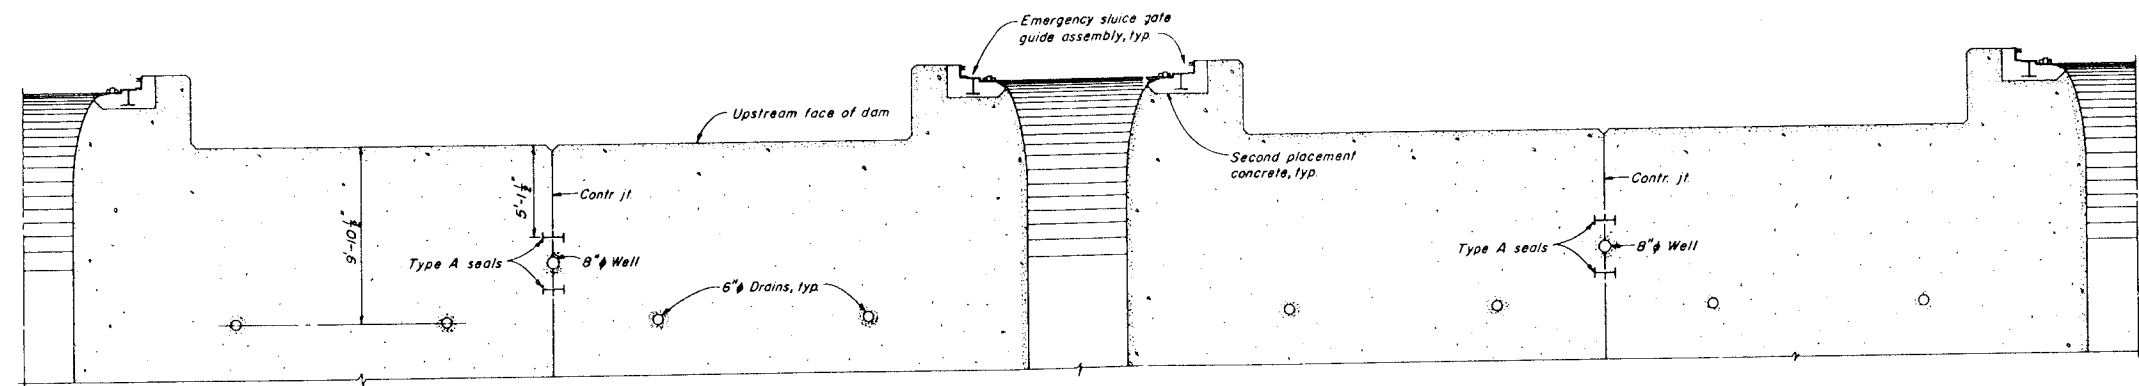 Emergency sluice gate
guide assembly, typ.
Upstream face of dam
Second placement
concrete, typ.
Contr. jt.
5'-1½"
9'-10½"
Type A seals
8"ϕ Well
6"ϕ Drains, typ.
Contr. jt.
Type A seals
8"ϕ Well